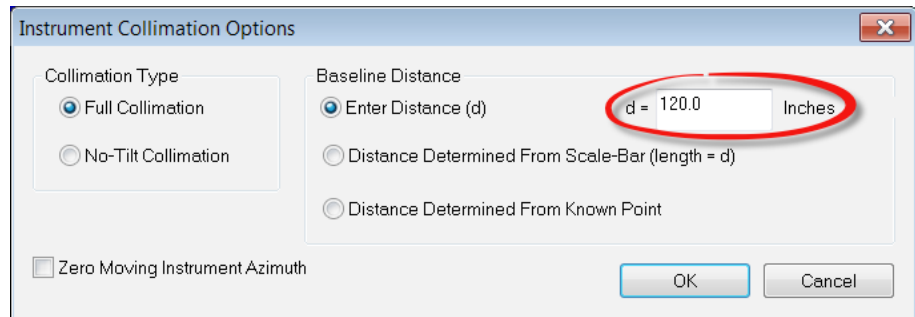 Instrument Collimation Options
Collimation Type
Full Collimation
No-Tilt Collimation
Baseline Distance
Enter Distance (d)
d = 120.0 Inches
Distance Determined From Scale-Bar (length = d)
Distance Determined From Known Point
Zero Moving Instrument Azimuth
OK
Cancel